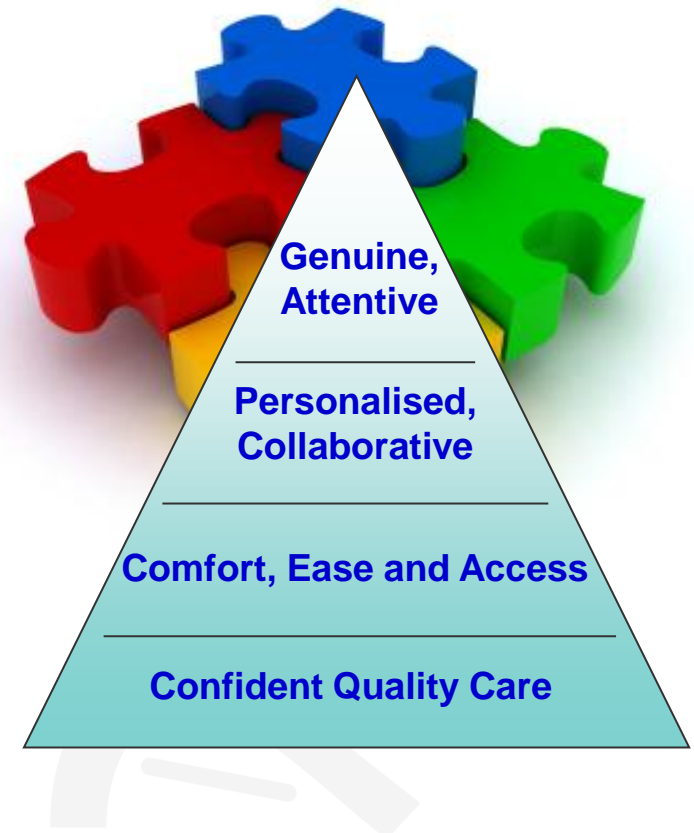 Genuine,
Attentive
Personalised,
Collaborative
Comfort, Ease and Access
Confident Quality Care